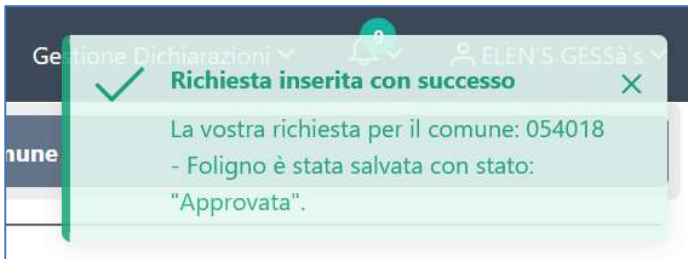 Gestione Dichiarazioni
0
ELEN'S GESSà's
Richiesta inserita con successo
La vostra richiesta per il comune: 054018
- Foligno è stata salvata con stato:
"Approvata".